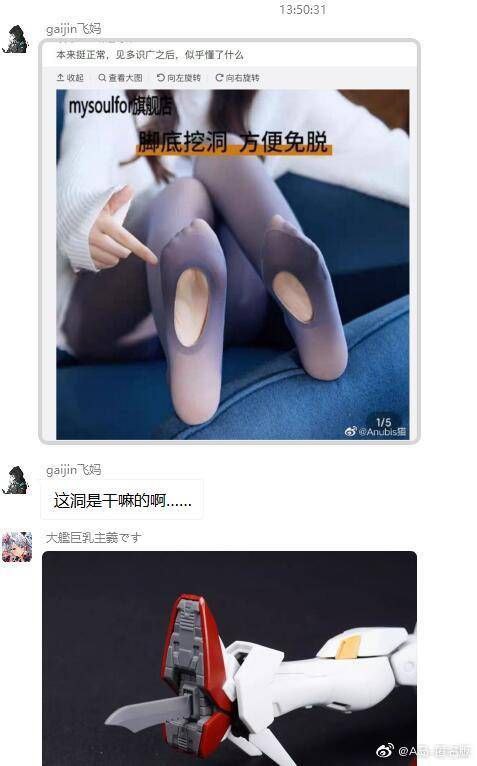 13:50:31
gaijin飞妈
本来挺正常，见多识广之后，似乎懂了什么
收起 查看大图 向左旋转 向右旋转
mysoulfor旗舰店
脚底挖洞 方便免脱
1/5
@Anubis猫
gaijin飞妈
这洞是干嘛的啊......
大艦巨乳主義です